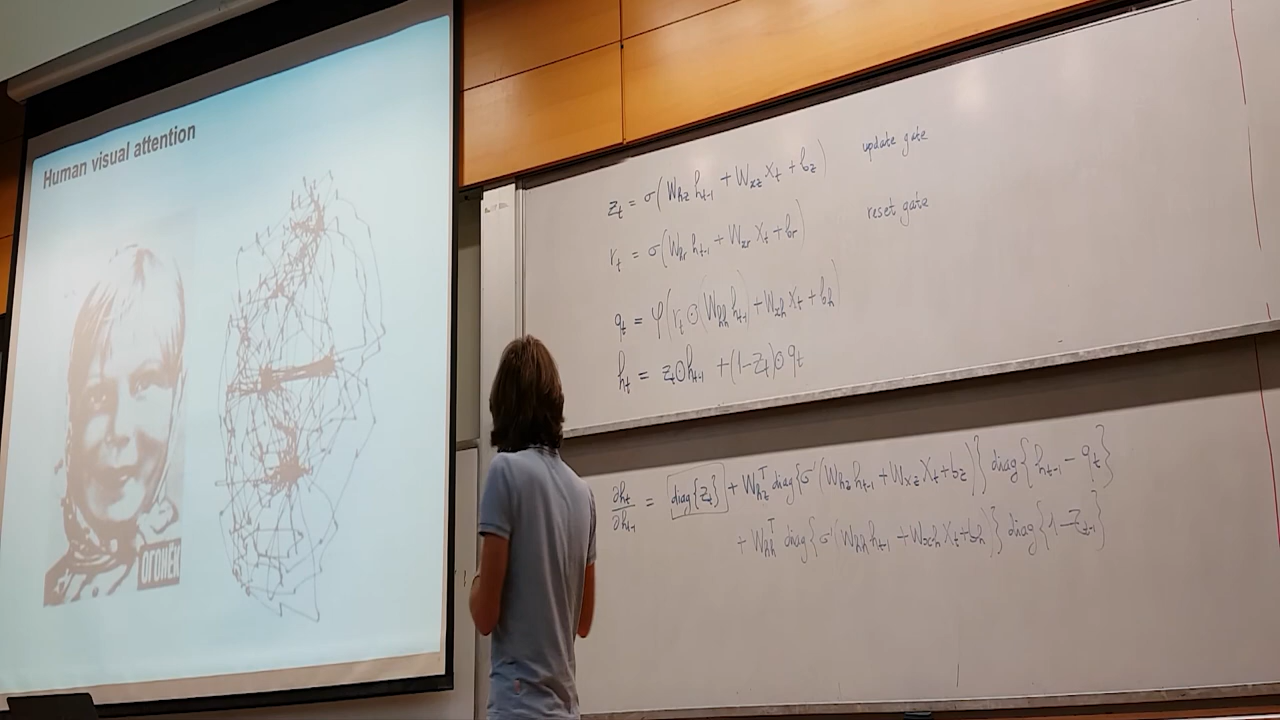 Human visual attention
ОГОНЁК
z_t = σ(W_hz h_{t-1} + W_xz x_t + b_z) update gate
r_t = σ(W_hr h_{t-1} + W_xr x_t + b_r) reset gate
q_t = φ(r_t ⊙ (W_hh h_{t-1}) + W_xh x_t + b_h)
h_t = z_t ⊙ h_{t-1} + (1-z_t) ⊙ q_t
∂h_t/∂h_{t-1} = diag{z_t} + W_hz^T diag{σ'(W_hz h_{t-1} + W_xz x_t + b_z)} diag{h_{t-1} - q_t}
+ W_hh^T diag{σ'(W_hh h_{t-1} + W_xh x_t + b_h)} diag{1-z_{t-1}}